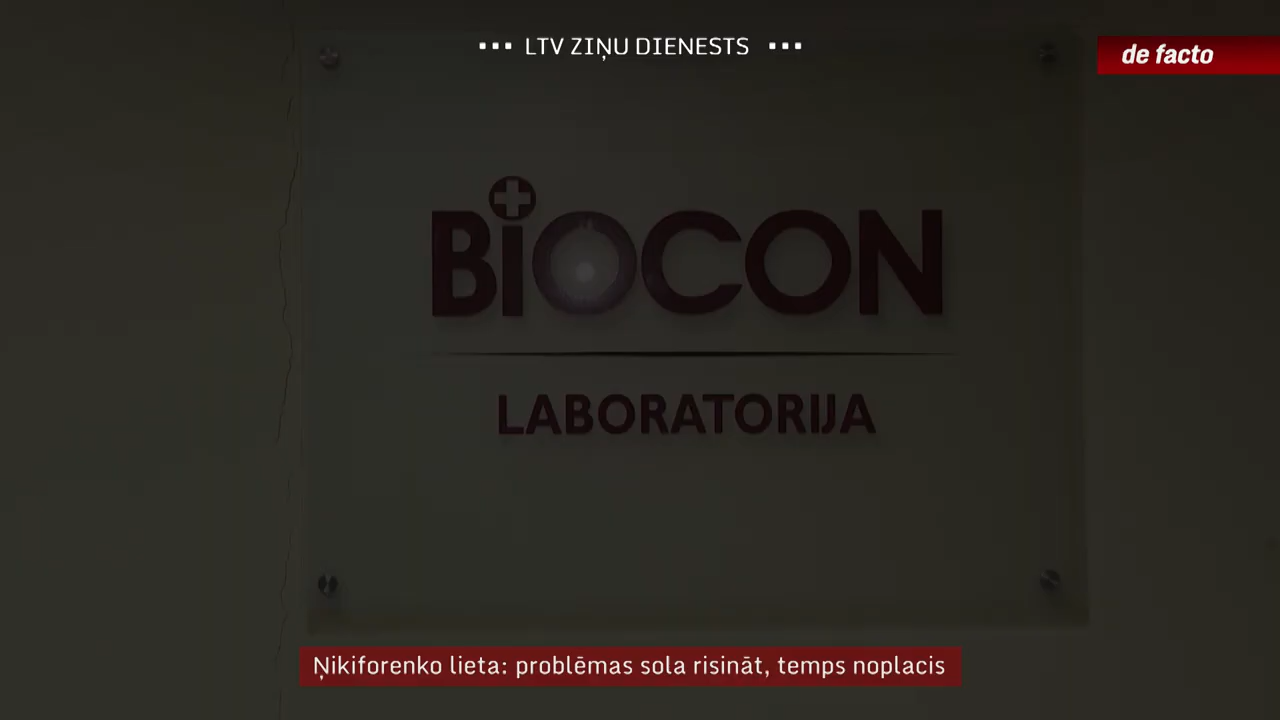 LTV ZIŅU DIENESTS
de facto
BiOCON
LABORATORIJA
Ņikiforenko lieta: problēmas sola risināt, temps noplacis